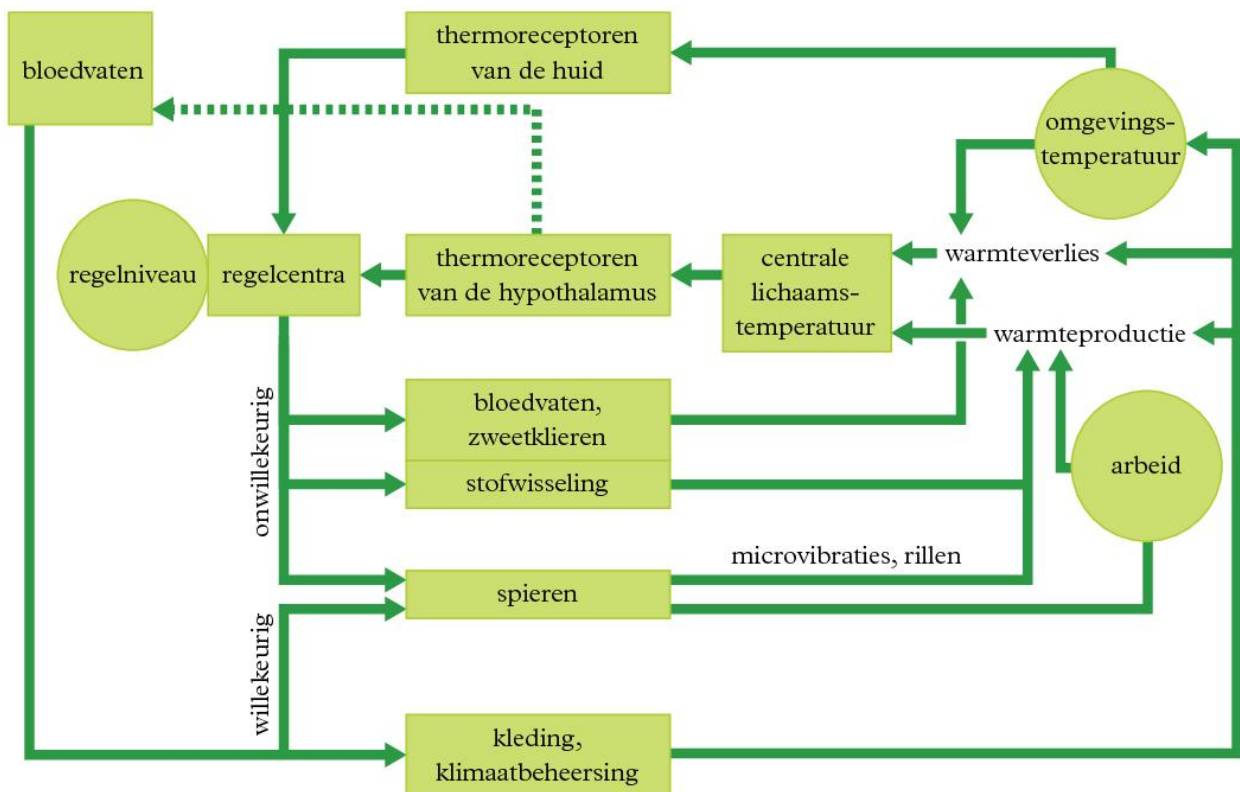 thermoreceptoren
van de huid
bloedvaten
omgevings-
temperatuur
regelniveau
regelcentra
thermoreceptoren
van de hypothalamus
centrale
lichaams-
temperatuur
warmteverlies
warmteproductie
onwillekeurig
bloedvaten,
zweetklieren
stofwisseling
arbeid
microvibraties, rillen
spieren
willekeurig
kleding,
klimaatbeheersing